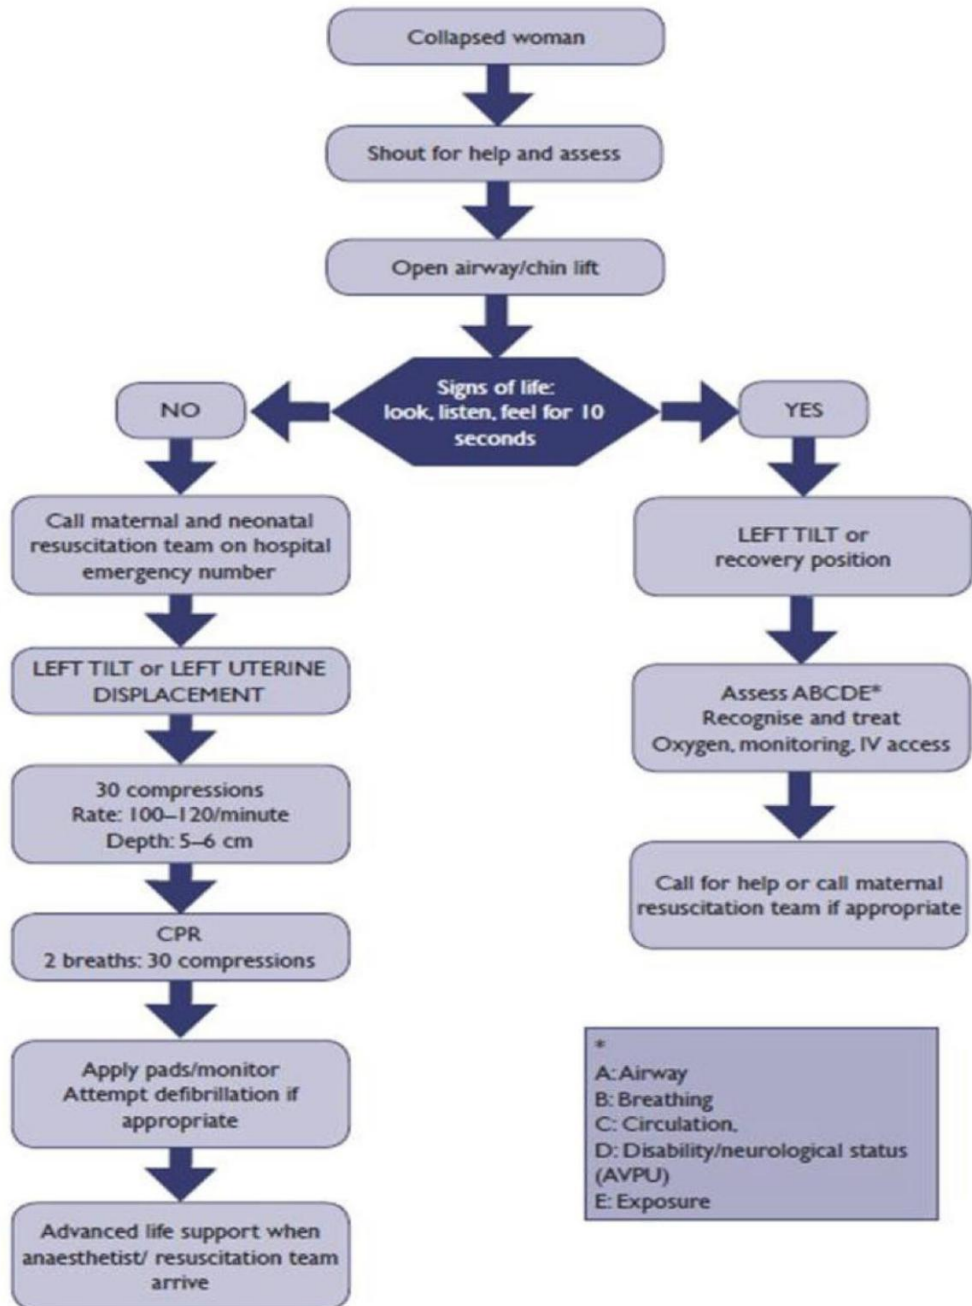 Collapsed woman
Shout for help and assess
Open airway/chin lift
Signs of life:
look, listen, feel for 10
seconds
NO
YES
Call maternal and neonatal
resuscitation team on hospital
emergency number
LEFT TILT or LEFT UTERINE
DISPLACEMENT
30 compressions
Rate: 100–120/minute
Depth: 5–6 cm
CPR
2 breaths: 30 compressions
Apply pads/monitor
Attempt defibrillation if
appropriate
Advanced life support when
anaesthetist/ resuscitation team
arrive
LEFT TILT or
recovery position
Assess ABCDE*
Recognise and treat
Oxygen, monitoring, IV access
Call for help or call maternal
resuscitation team if appropriate
*
A: Airway
B: Breathing
C: Circulation,
D: Disability/neurological status
(AVPU)
E: Exposure